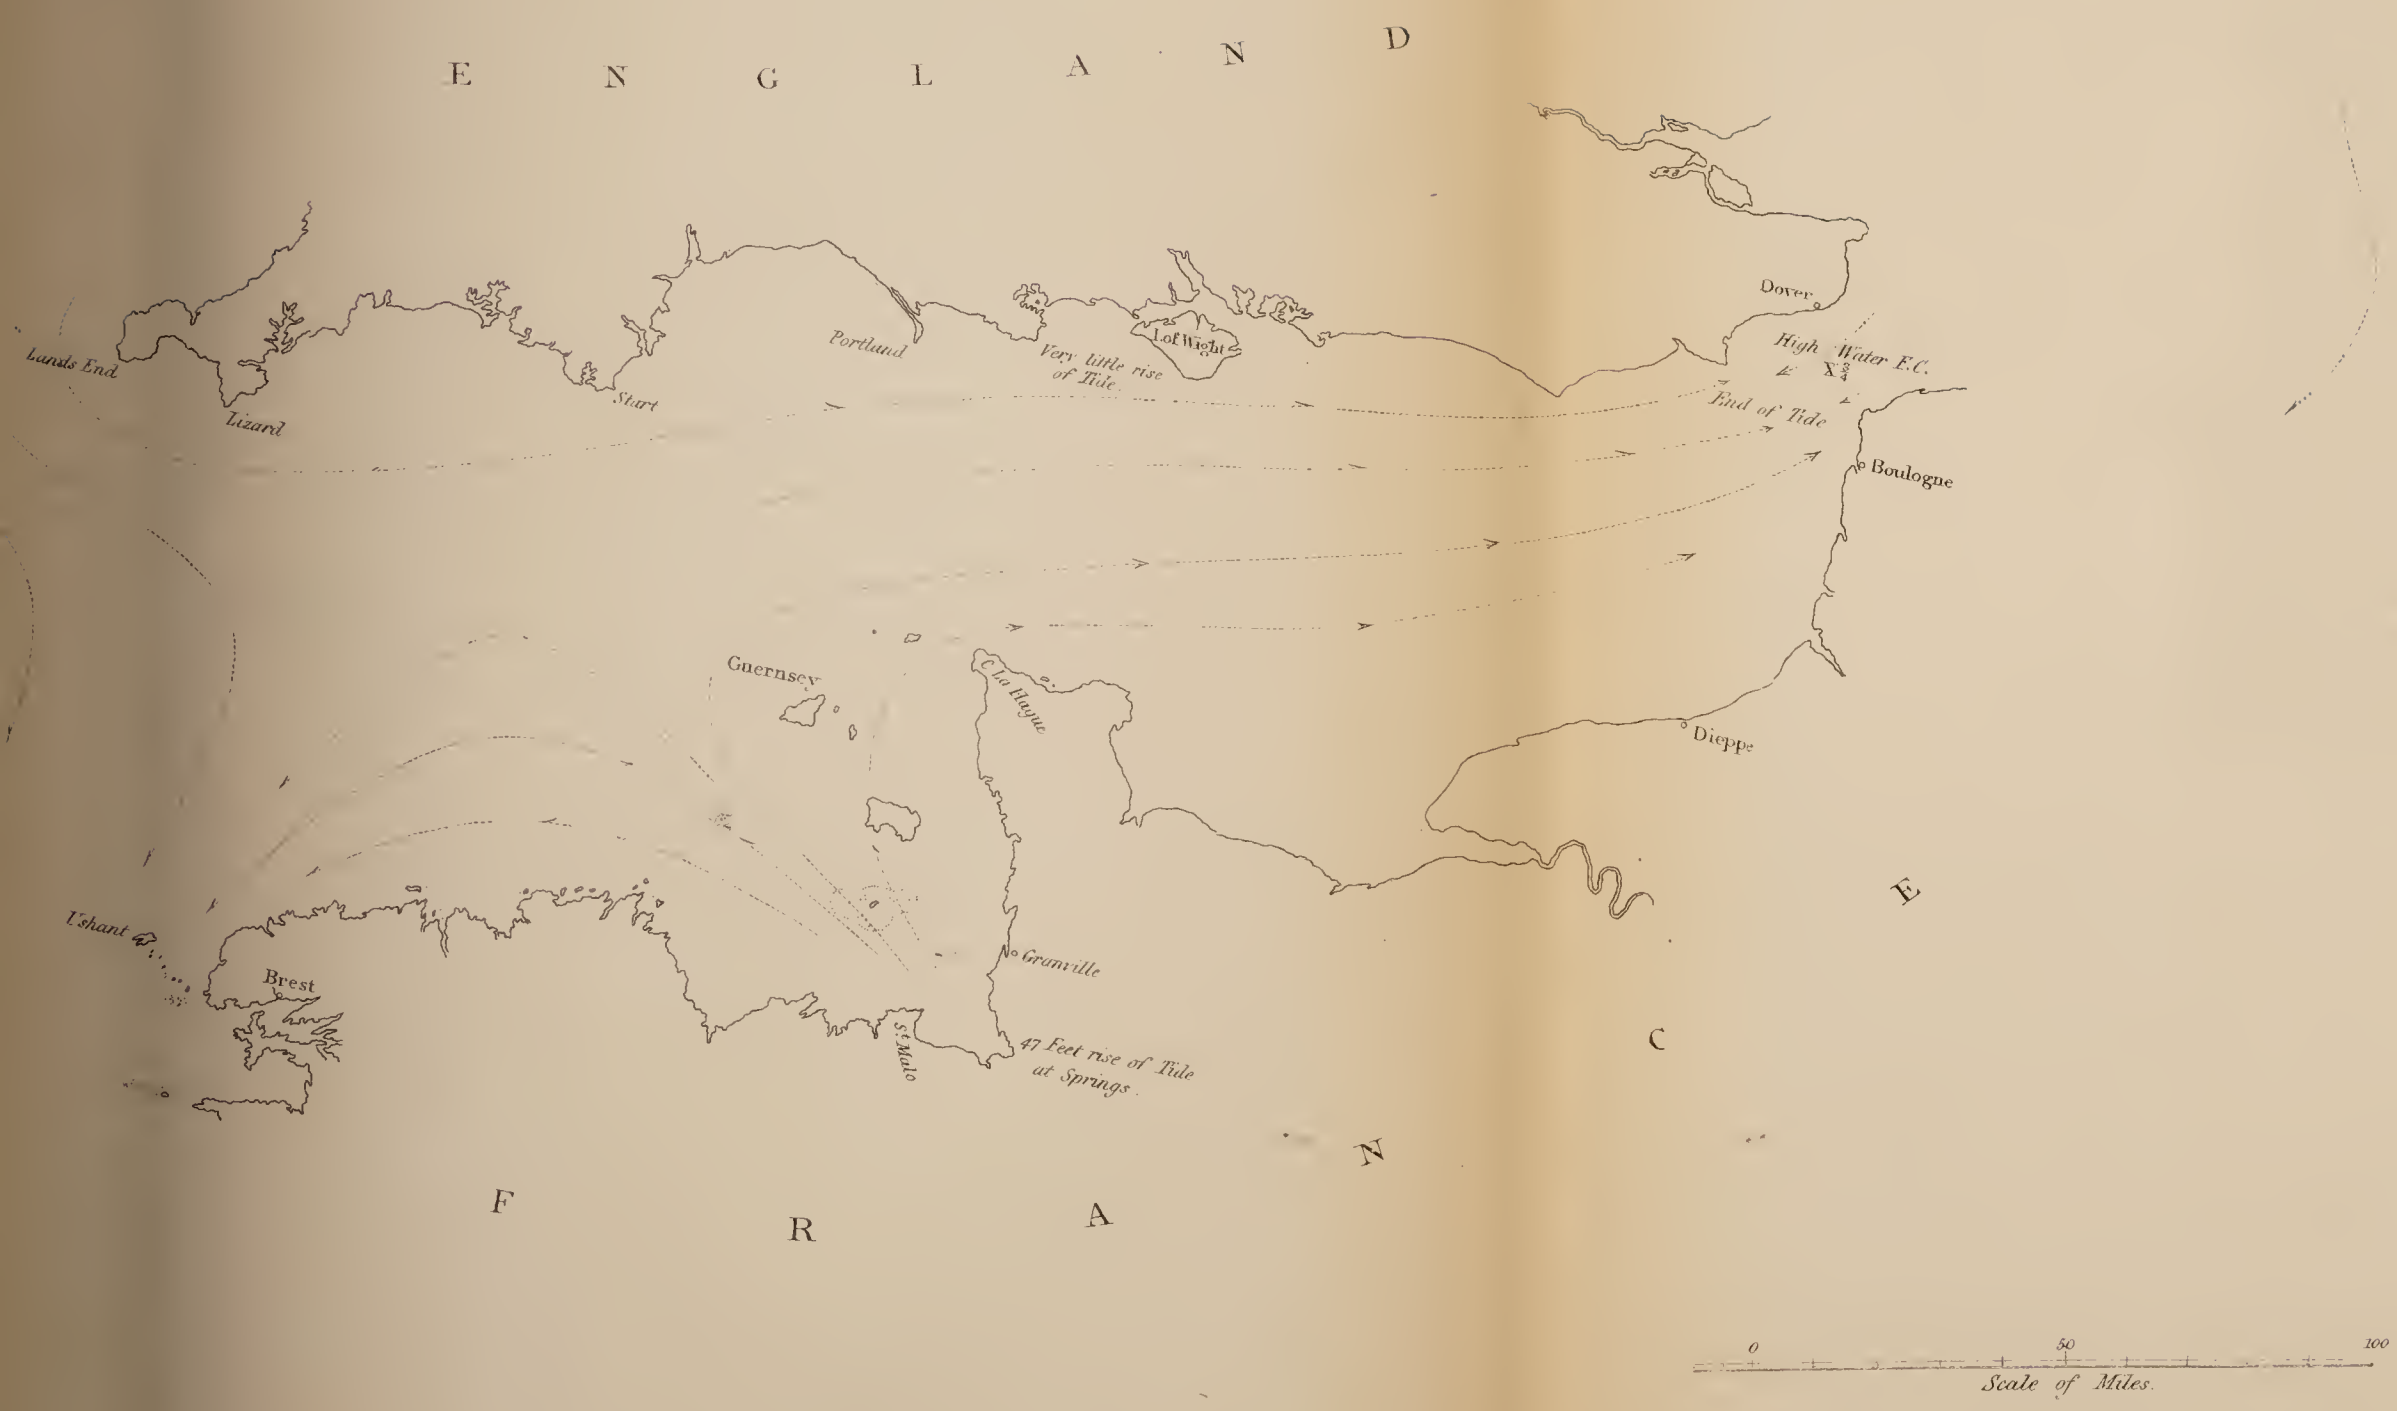 ENGLAND
Dover
High Water F.C.
X¾
End of Tide
Boulogne
Lands End
Lizard
Start
Portland
Very little rise
of Tide.
I. of Wight
Guernsey
C. La Hague
Dieppe
Ushant
Brest
Granville
St. Malo
47 Feet rise of Tide
at Springs.
FRANCE
0 50 100
Scale of Miles.